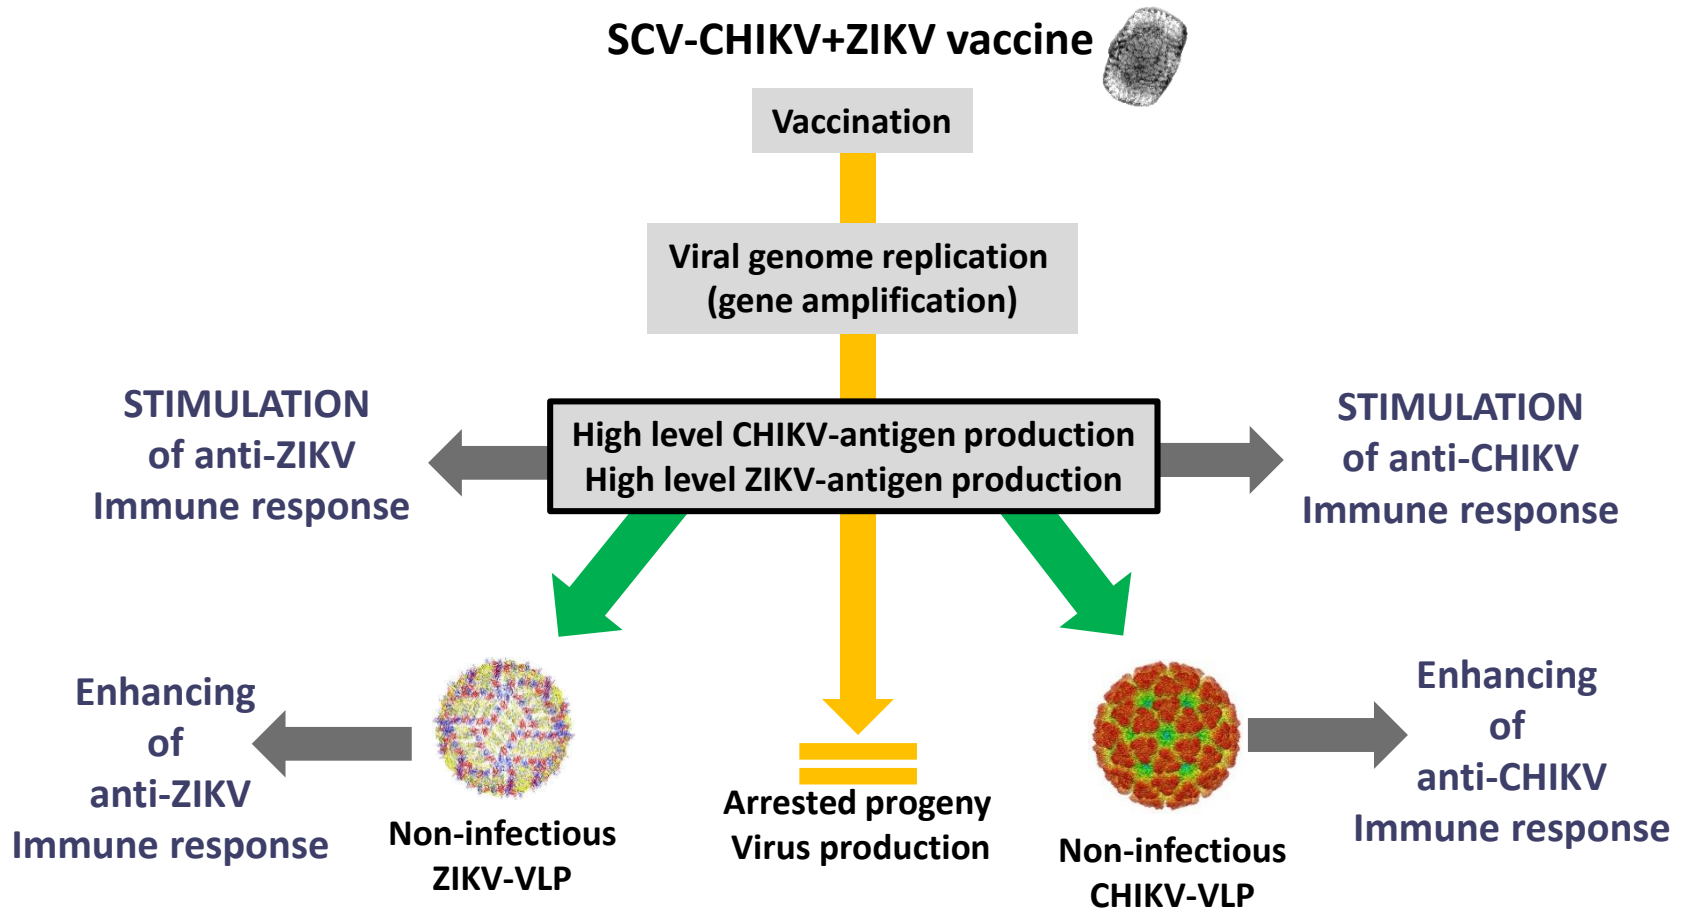 SCV-CHIKV+ZIKV vaccine
Vaccination
Viral genome replication
(gene amplification)
STIMULATION
of anti-ZIKV
Immune response
High level CHIKV-antigen production
High level ZIKV-antigen production
STIMULATION
of anti-CHIKV
Immune response
Enhancing
of
anti-ZIKV
Immune response
Non-infectious
ZIKV-VLP
Arrested progeny
Virus production
Non-infectious
CHIKV-VLP
Enhancing
of
anti-CHIKV
Immune response